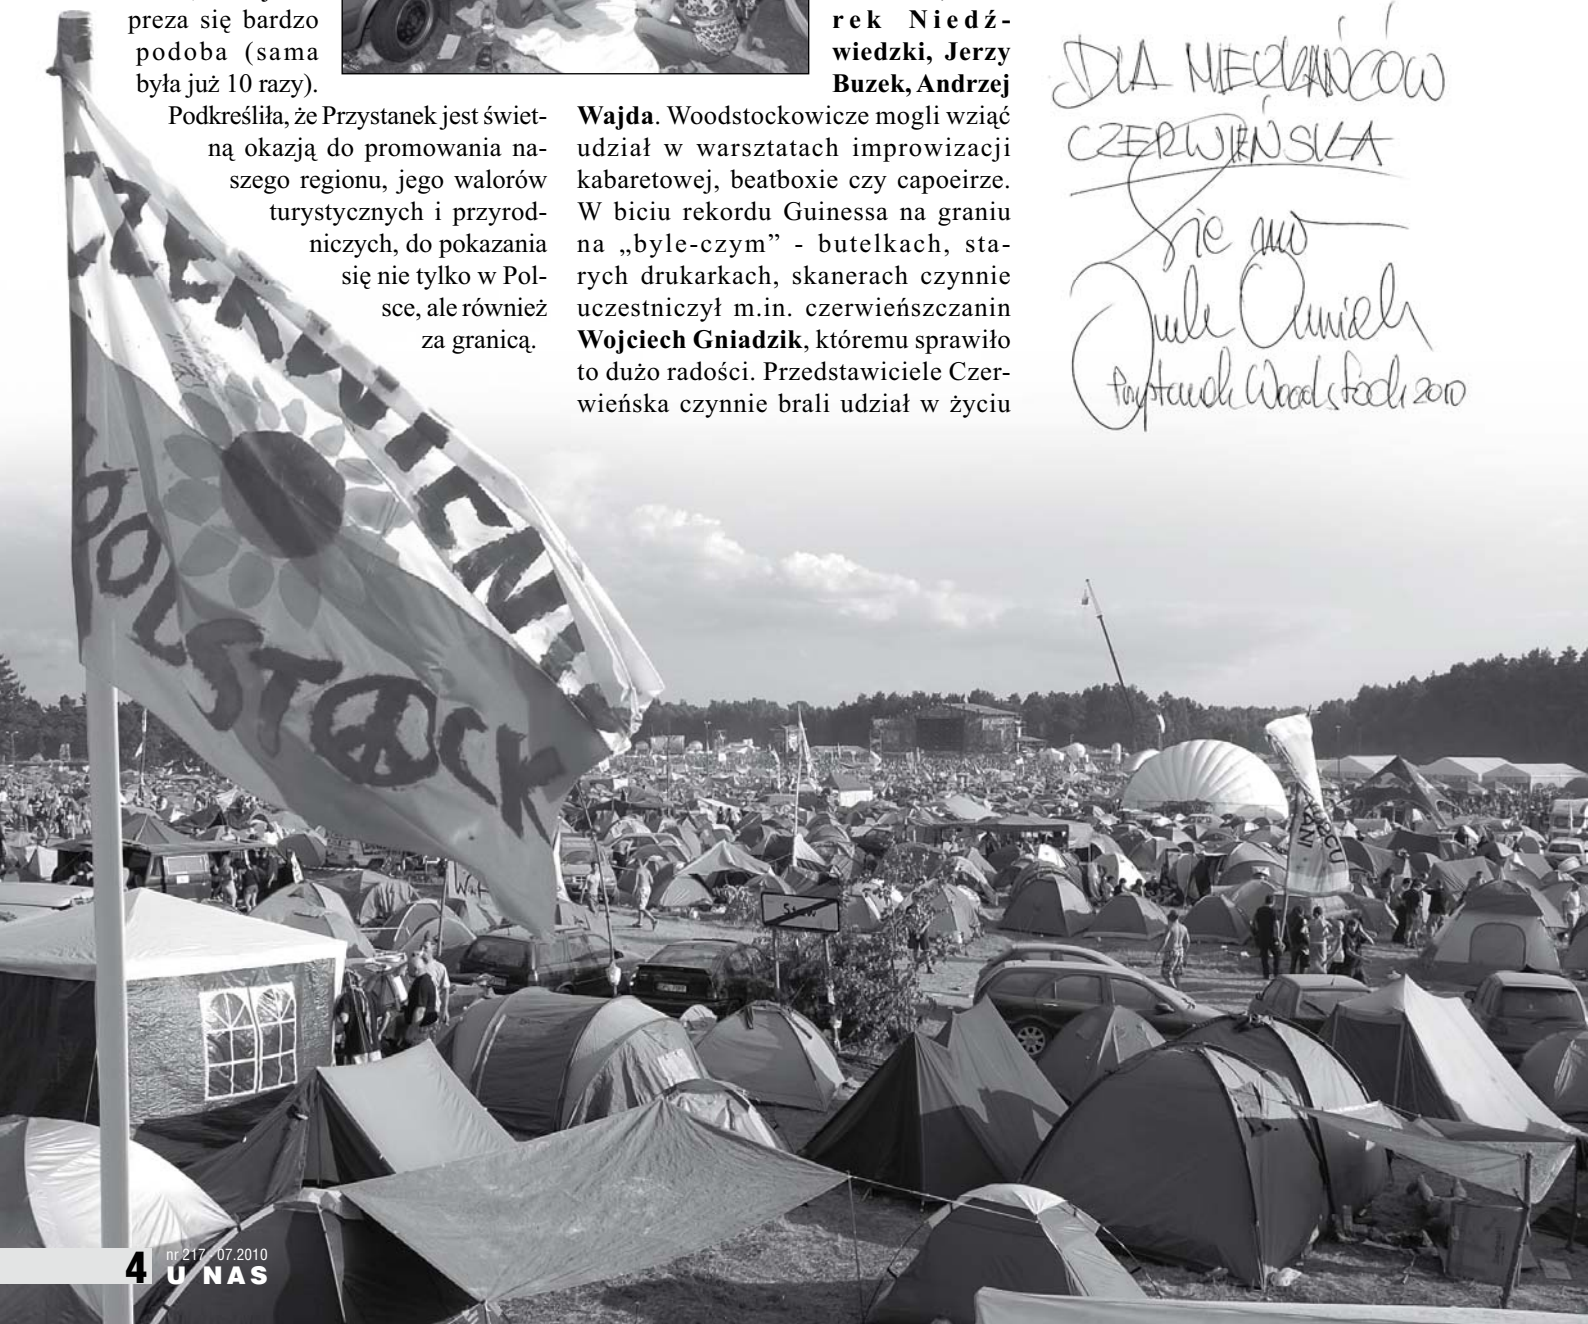 preza się bardzo
podoba (sama
była już 10 razy).
Podkreśliła, że Przystanek jest świet-
ną okazją do promowania na-
szego regionu, jego walorów
turystycznych i przyrod-
niczych, do pokazania
się nie tylko w Pol-
sce, ale również
za granicą.
rek Niedź-
wiedzki, Jerzy
Buzek, Andrzej
Wajda. Woodstockowicze mogli wziąć
udział w warsztatach improwizacji
kabaretowej, beatboxie czy capoeirze.
W biciu rekordu Guinessa na graniu
na „byle-czym” - butelkach, sta-
rych drukarkach, skanerach czynnie
uczestniczył m.in. czerwieńszczanin
Wojciech Gniadzik, któremu sprawiło
to dużo radości. Przedstawiciele Czer-
wieńska czynnie brali udział w życiu
DLA MIESZKAŃCÓW
CZERWIEŃSKA
Sie ma
Jurek Owsiak
Przystanek Woodstock 2010
POLSTOCK
4
nr 217 / 07.2010
U NAS